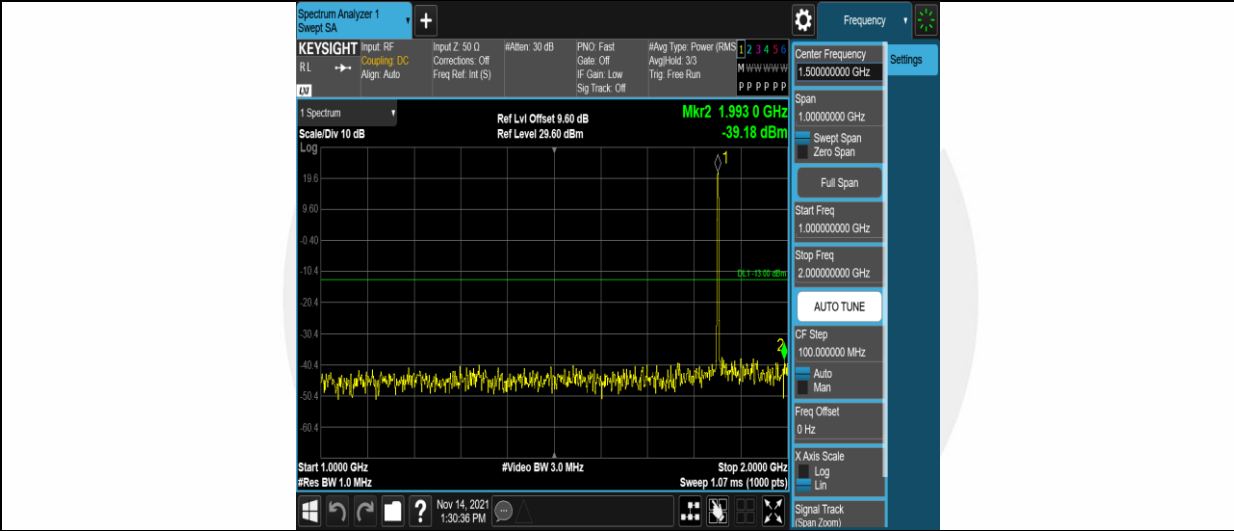 Spectrum Analyzer 1
Swept SA
+
Frequency
KEYSIGHT
RL
LXI
Input: RF
Coupling: DC
Align: Auto
Input Z: 50 Ω
Corrections: Off
Freq Ref: Int (S)
#Atten: 30 dB
PNO: Fast
Gate: Off
IF Gain: Low
Sig Track: Off
#Avg Type: Power (RMS
Avg|Hold: 3/3
Trig: Free Run
1 2 3 4 5 6
M W W W W W
P P P P P P
Center Frequency
1.500000000 GHz
Settings
Span
1.00000000 GHz
Swept Span
Zero Span
Full Span
Start Freq
1.000000000 GHz
Stop Freq
2.000000000 GHz
AUTO TUNE
CF Step
100.000000 MHz
Auto
Man
Freq Offset
0 Hz
X Axis Scale
Log
Lin
Signal Track
(Span Zoom)
1 Spectrum
Scale/Div 10 dB
Ref Lvl Offset 9.60 dB
Ref Level 29.60 dBm
Mkr2 1.993 0 GHz
-39.18 dBm
Log
1
19.6
9.60
-0.40
-10.4
DL1 -13.00 dBm
-20.4
-30.4
2
-40.4
-50.4
-60.4
Start 1.0000 GHz
#Video BW 3.0 MHz
Stop 2.0000 GHz
#Res BW 1.0 MHz
Sweep 1.07 ms (1000 pts)
?
Nov 14, 2021
1:30:36 PM